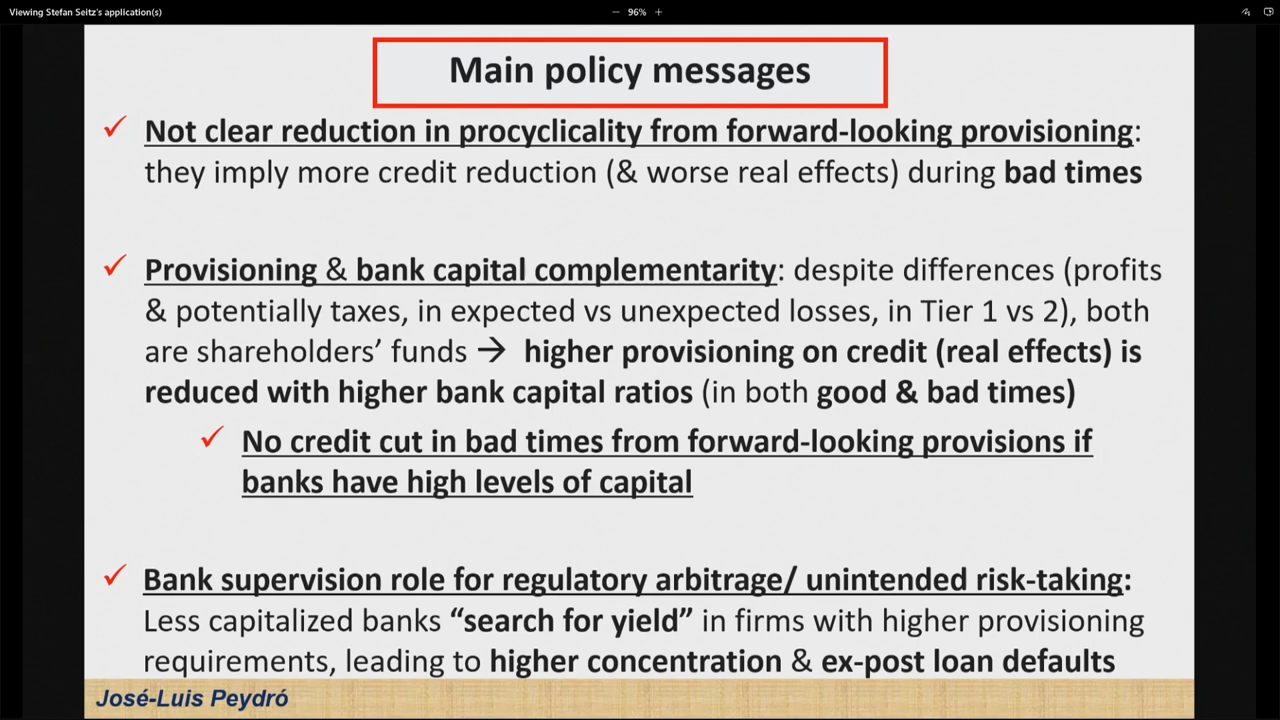 Viewing Stefan Seitz's application(s)
− 96% +
Main policy messages
✓ Not clear reduction in procyclicality from forward-looking provisioning:
they imply more credit reduction (& worse real effects) during bad times
✓ Provisioning & bank capital complementarity: despite differences (profits
& potentially taxes, in expected vs unexpected losses, in Tier 1 vs 2), both
are shareholders’ funds → higher provisioning on credit (real effects) is
reduced with higher bank capital ratios (in both good & bad times)
✓ No credit cut in bad times from forward-looking provisions if
banks have high levels of capital
✓ Bank supervision role for regulatory arbitrage/ unintended risk-taking:
Less capitalized banks “search for yield” in firms with higher provisioning
requirements, leading to higher concentration & ex-post loan defaults
José-Luis Peydró